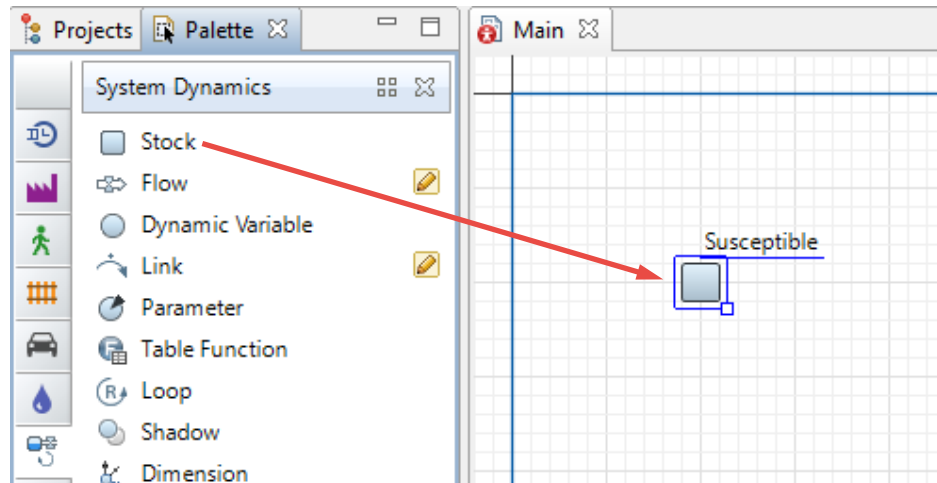 Projects
Palette
Main
System Dynamics
Stock
Flow
Dynamic Variable
Link
Parameter
Table Function
R
Loop
Shadow
Dimension
Susceptible